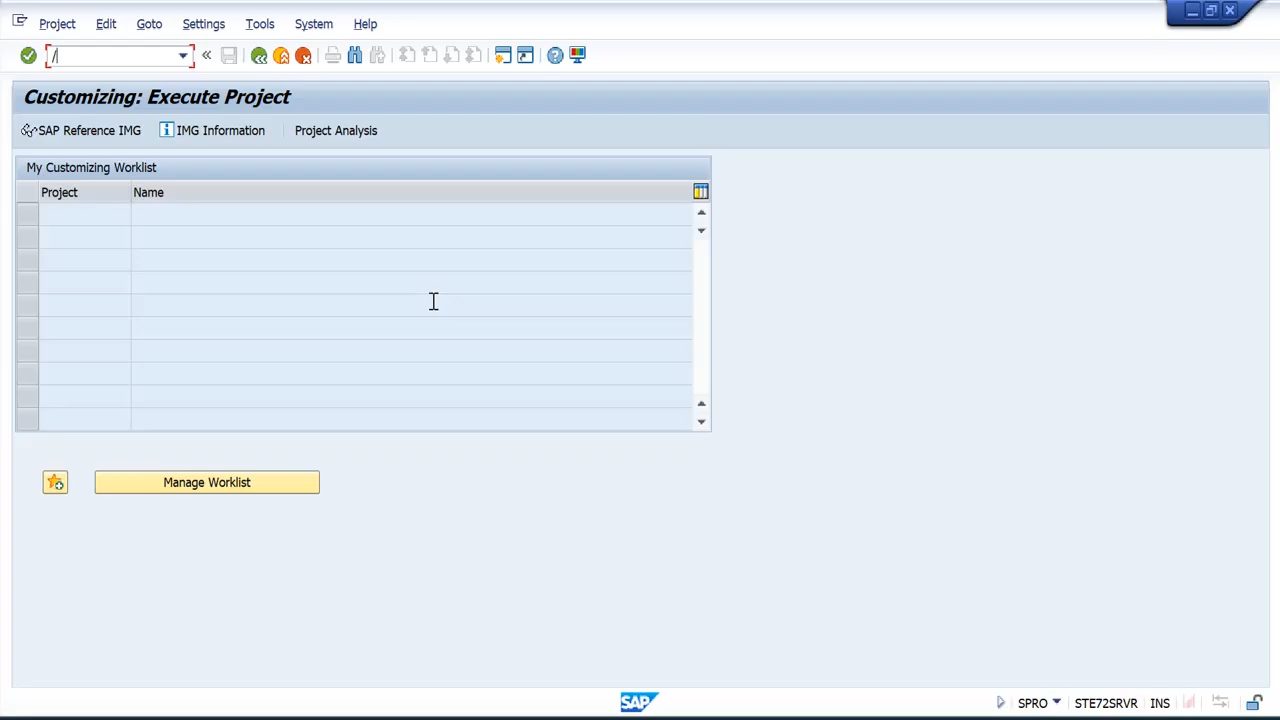 Project Edit Goto Settings Tools System Help
/
Customizing: Execute Project
SAP Reference IMG IMG Information Project Analysis
My Customizing Worklist
Project Name
Manage Worklist
SAP SPRO STE72SRVR INS